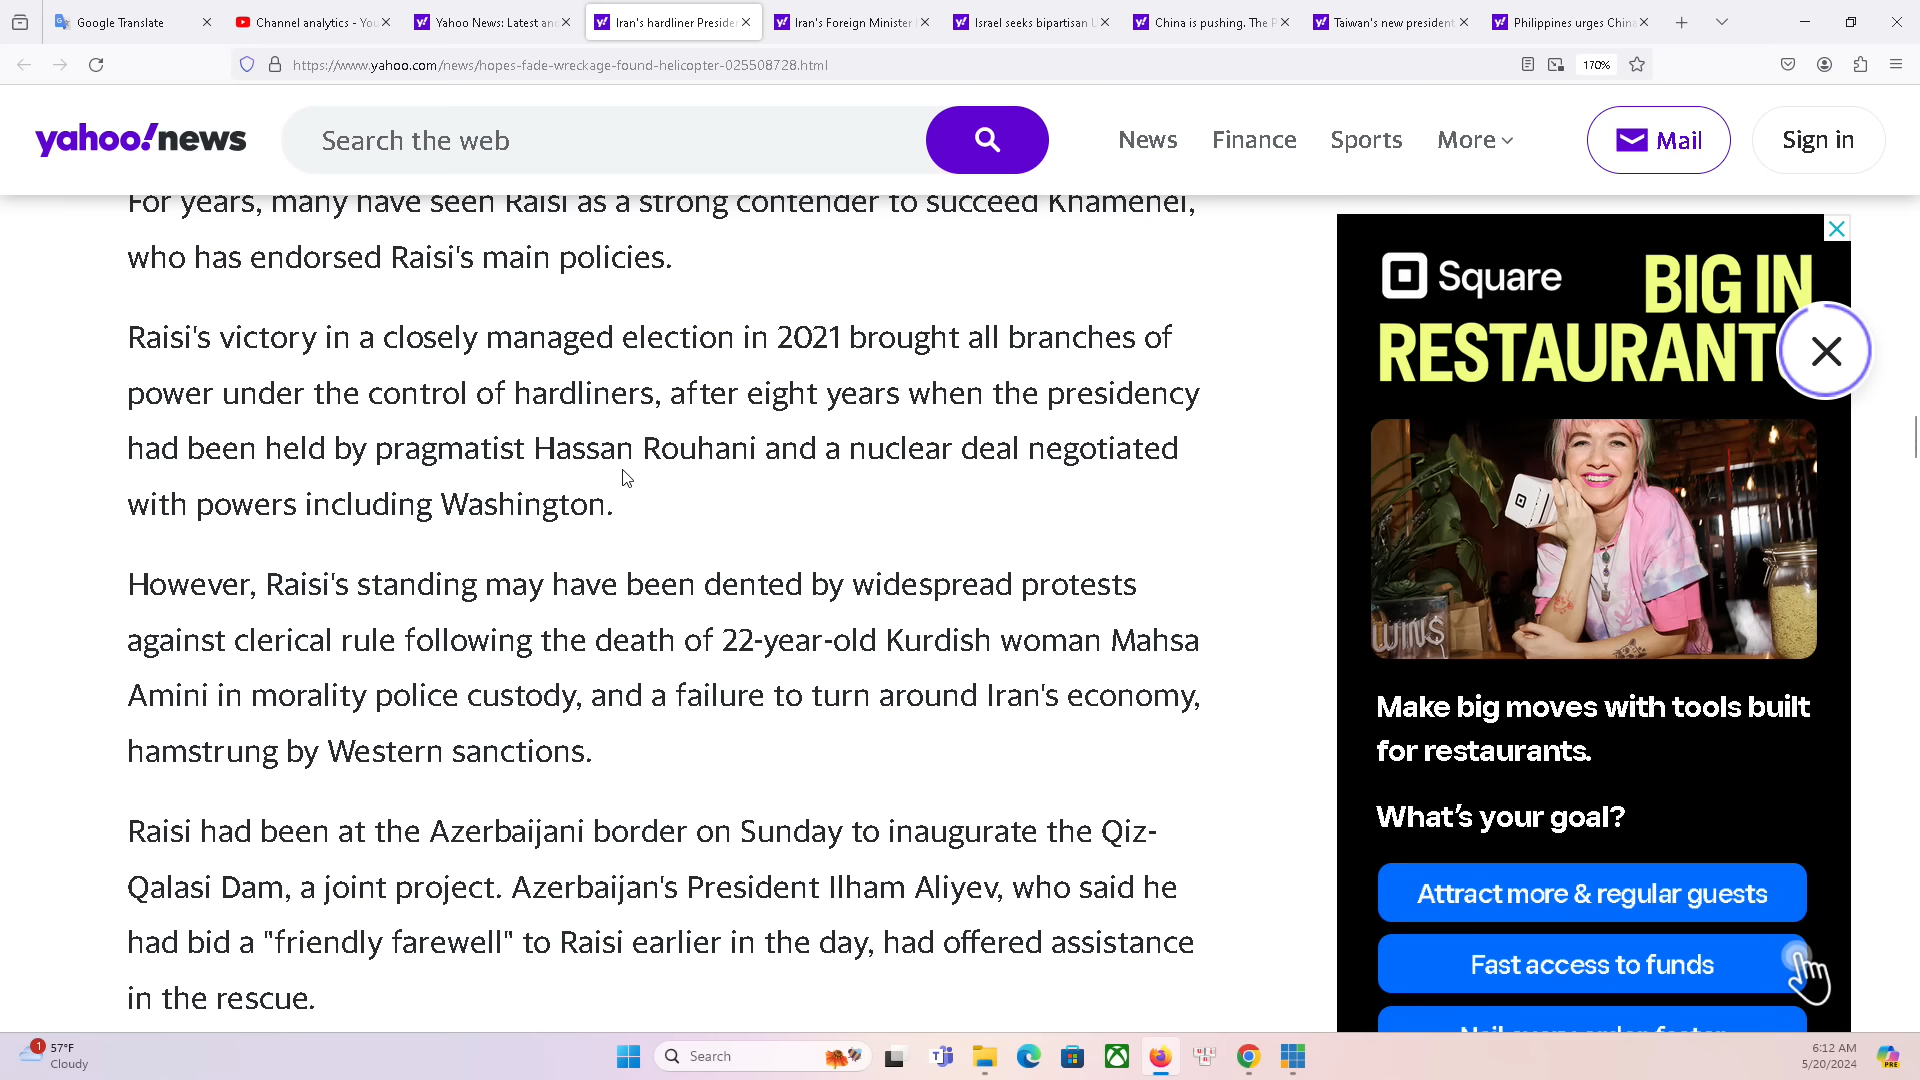 Google Translate
Channel analytics - You
Yahoo News: Latest and
Iran's hardliner Preside
Iran's Foreign Minister
Israel seeks bipartisan U
China is pushing. The P
Taiwan's new president
Philippines urges China
https://www.yahoo.com/news/hopes-fade-wreckage-found-helicopter-025508728.html
170%
yahoo!news
Search the web
News
Finance
Sports
More
Mail
Sign in
For years, many have seen Raisi as a strong contender to succeed Khamenei,
who has endorsed Raisi's main policies.
Raisi's victory in a closely managed election in 2021 brought all branches of
power under the control of hardliners, after eight years when the presidency
had been held by pragmatist Hassan Rouhani and a nuclear deal negotiated
with powers including Washington.
However, Raisi's standing may have been dented by widespread protests
against clerical rule following the death of 22-year-old Kurdish woman Mahsa
Amini in morality police custody, and a failure to turn around Iran's economy,
hamstrung by Western sanctions.
Raisi had been at the Azerbaijani border on Sunday to inaugurate the Qiz-
Qalasi Dam, a joint project. Azerbaijan's President Ilham Aliyev, who said he
had bid a "friendly farewell" to Raisi earlier in the day, had offered assistance
in the rescue.
Square
BIG IN
RESTAURANT
WINS
Make big moves with tools built
for restaurants.
What's your goal?
Attract more & regular guests
Fast access to funds
Nail every order faster
1
57°F
Cloudy
Search
6:12 AM
5/20/2024
PRE